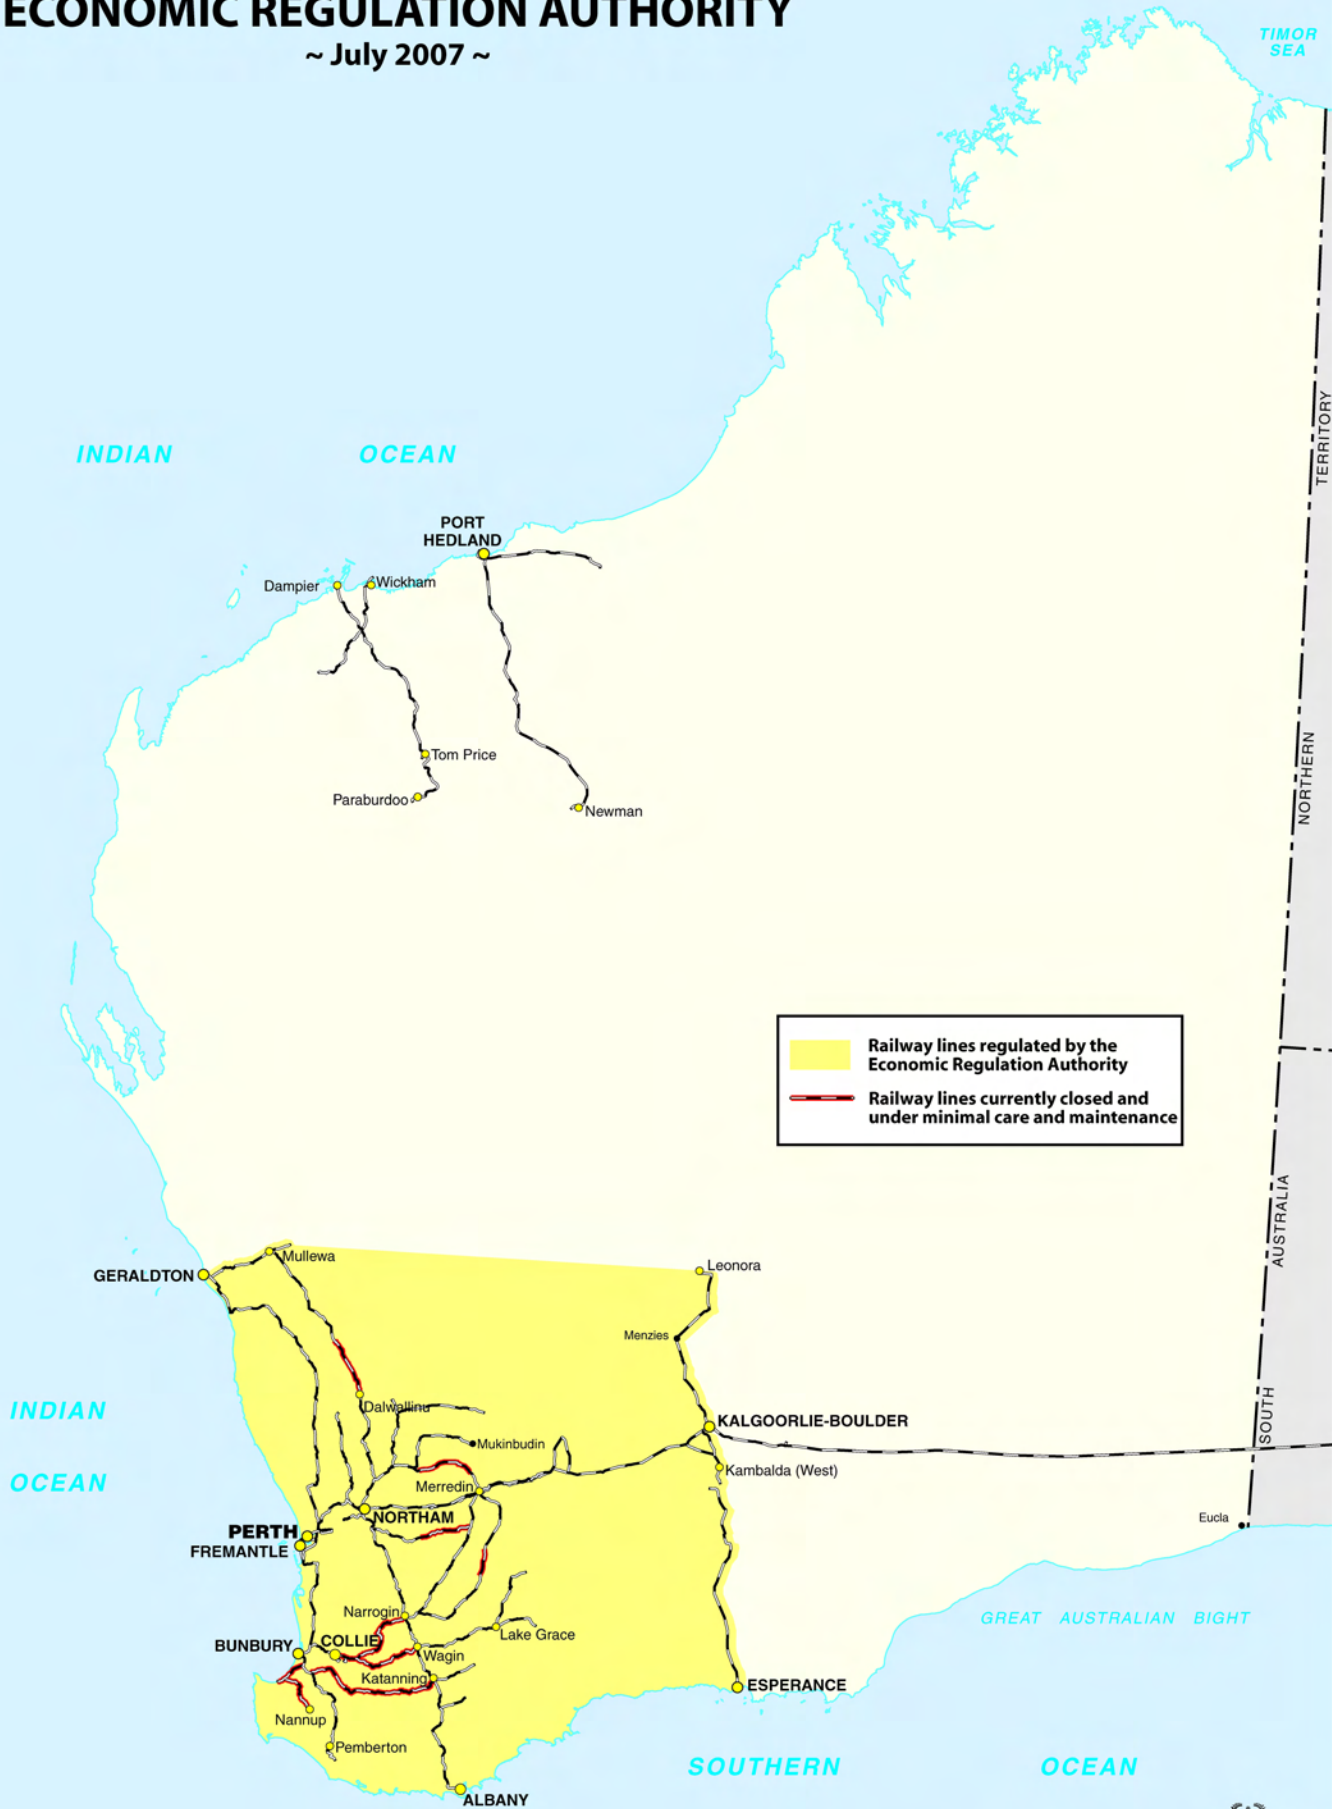 ECONOMIC REGULATION AUTHORITY
~ July 2007 ~
TIMOR
SEA
TERRITORY
INDIAN OCEAN
PORT
HEDLAND
Dampier
Wickham
Tom Price
Paraburdoo
Newman
NORTHERN
Railway lines regulated by the
Economic Regulation Authority
Railway lines currently closed and
under minimal care and maintenance
AUSTRALIA
Mullewa
GERALDTON
Leonora
Menzies
SOUTH
INDIAN
OCEAN
Dalwallinu
KALGOORLIE-BOULDER
Mukinbudin
Kambalda (West)
Merredin
NORTHAM
Eucla
PERTH
FREMANTLE
Narrogin
GREAT AUSTRALIAN BIGHT
Lake Grace
BUNBURY
COLLIE
Wagin
Katanning
ESPERANCE
Nannup
Pemberton
SOUTHERN OCEAN
ALBANY